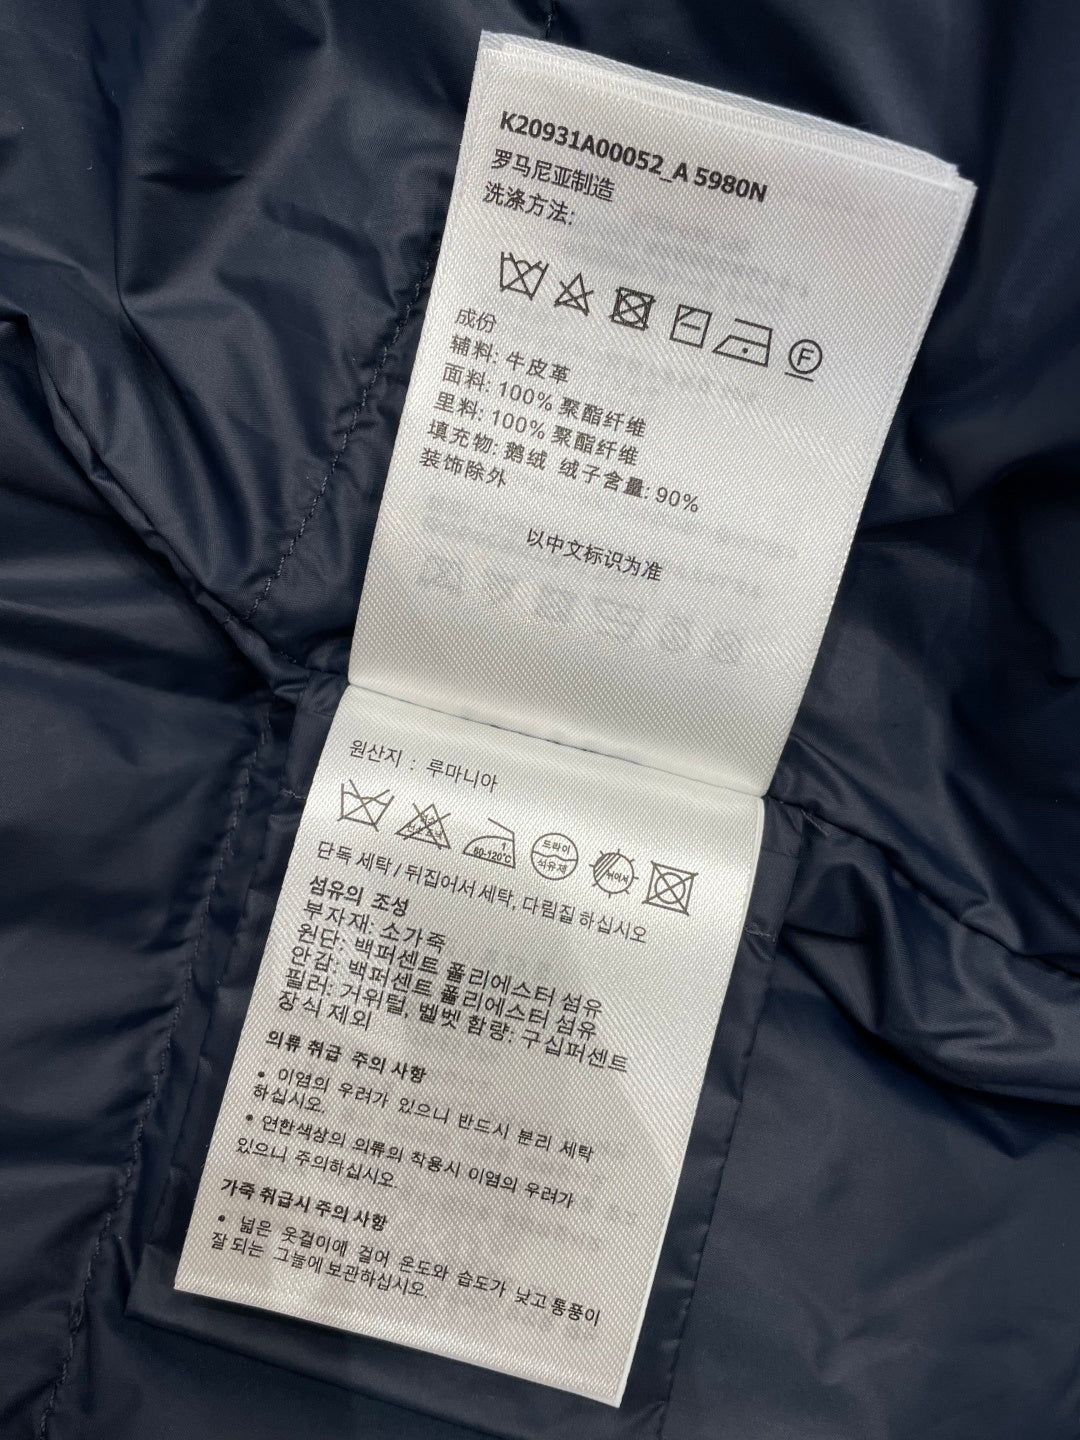 K20931A00052_A 5980N
罗马尼亚制造
洗涤方法:
F
成份
辅料: 牛皮革
面料: 100% 聚酯纤维
里料: 100% 聚酯纤维
填充物: 鹅绒 绒子含量: 90%
装饰除外
以中文标识为准
원산지 : 루마니아
1
80-120℃
드라이
석유제
단독 세탁 / 뒤집어서 세탁, 다림질 하십시오
섬유의 조성
부자재: 소가죽
원단: 백퍼센트 폴리에스터 섬유
안감: 백퍼센트 폴리에스터 섬유
필러: 거위털, 벨벳 함량: 구십퍼센트
장식 제외
의류 취급 주의 사항
• 이염의 우려가 있으니 반드시 분리 세탁
하십시오.
• 연한색상의 의류의 착용시 이염의 우려가
있으니 주의하십시오.
가죽 취급시 주의 사항
• 넓은 옷걸이에 걸어 온도와 습도가 낮고 통풍이
잘 되는 그늘에 보관하십시오